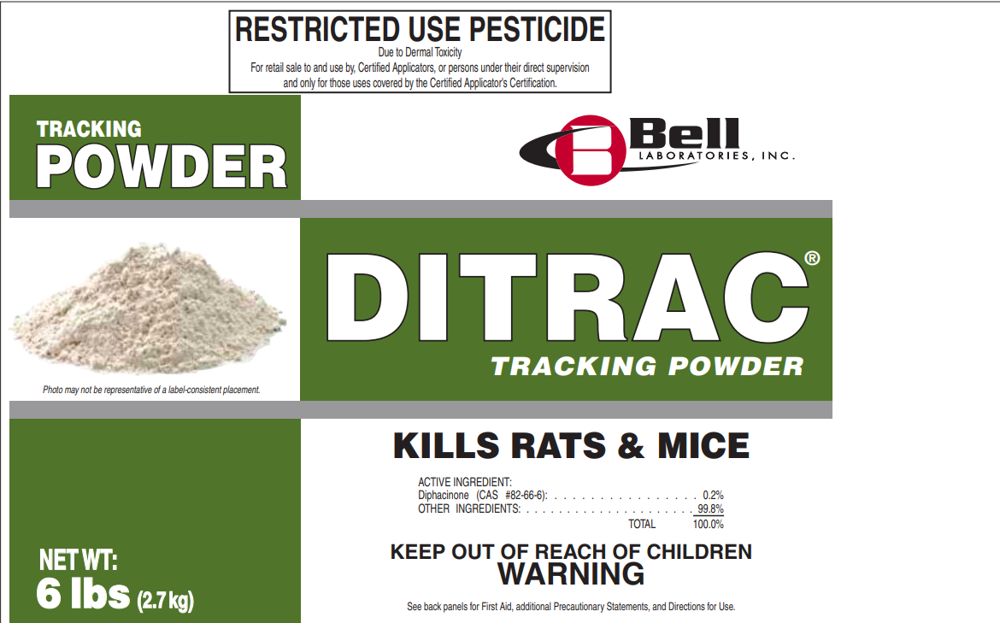 RESTRICTED USE PESTICIDE
Due to Dermal Toxicity
For retail sale to and use by, Certified Applicators, or persons under their direct supervision
and only for those uses covered by the Certified Applicator's Certification.
TRACKING
POWDER
Bell
LABORATORIES, INC.
DITRAC®
TRACKING POWDER
Photo may not be representative of a label-consistent placement.
KILLS RATS & MICE
ACTIVE INGREDIENT:
Diphacinone (CAS #82-66-6): . . . . . . . . . . . . . . . . 0.2%
OTHER INGREDIENTS: . . . . . . . . . . . . . . . . . . . . 99.8%
TOTAL 100.0%
KEEP OUT OF REACH OF CHILDREN
WARNING
See back panels for First Aid, additional Precautionary Statements, and Directions for Use.
NET WT:
6 lbs (2.7 kg)